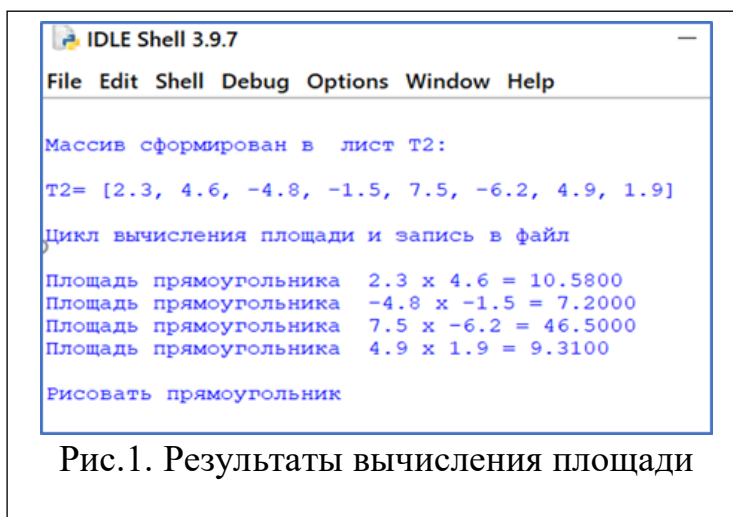 IDLE Shell 3.9.7
File Edit Shell Debug Options Window Help
Массив сформирован в лист T2:
T2= [2.3, 4.6, -4.8, -1.5, 7.5, -6.2, 4.9, 1.9]
Цикл вычисления площади и запись в файл
Площадь прямоугольника 2.3 x 4.6 = 10.5800
Площадь прямоугольника -4.8 x -1.5 = 7.2000
Площадь прямоугольника 7.5 x -6.2 = 46.5000
Площадь прямоугольника 4.9 x 1.9 = 9.3100
Рисовать прямоугольник
Рис.1. Результаты вычисления площади